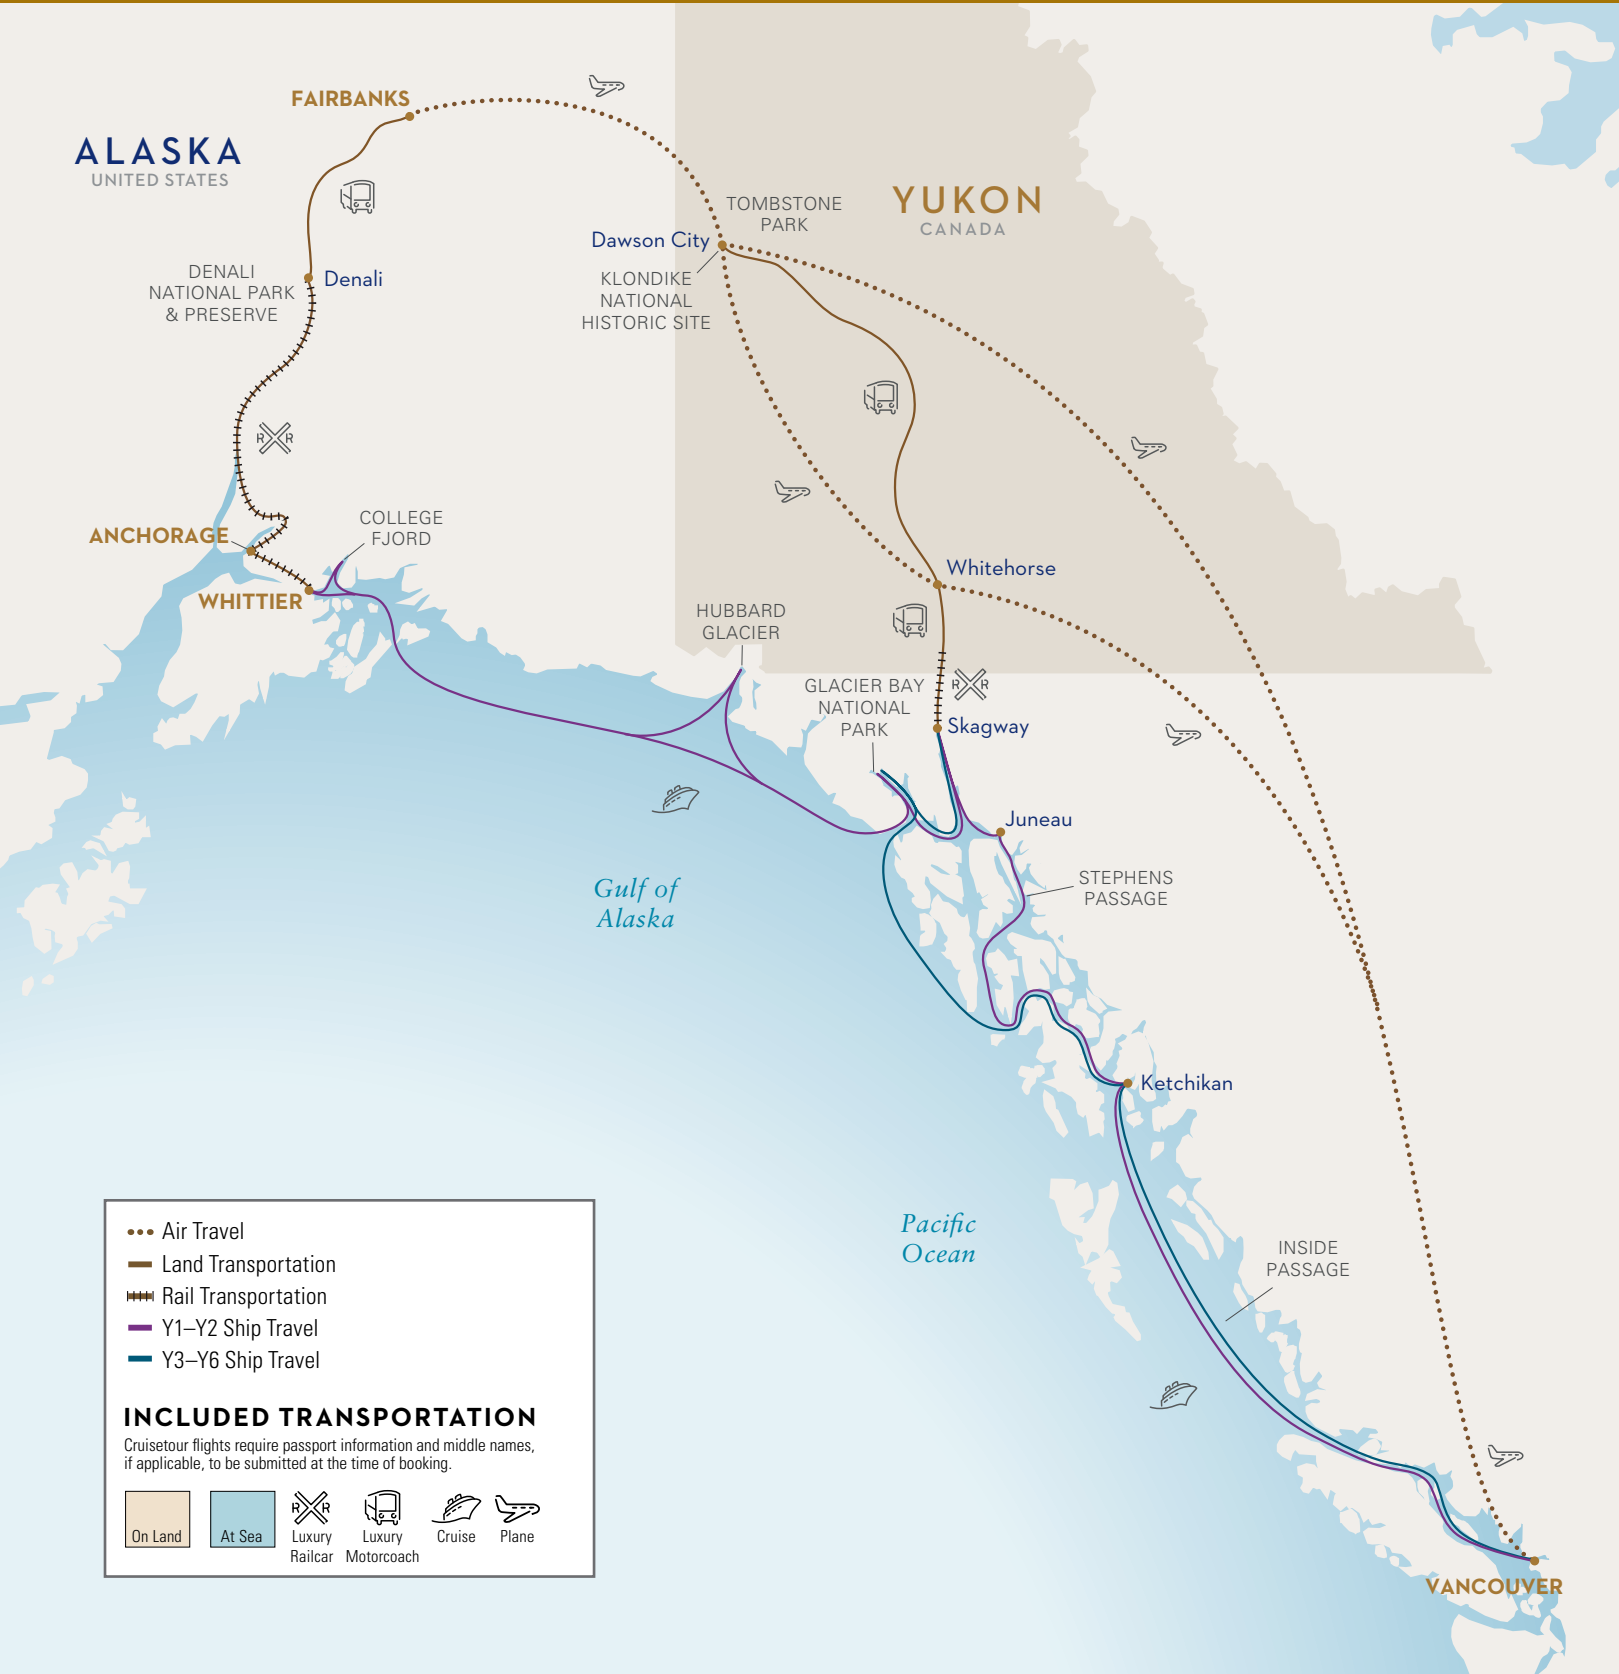 FAIRBANKS
ALASKA
UNITED STATES
TOMBSTONE
PARK
YUKON
CANADA
Dawson City
KLONDIKE
NATIONAL
HISTORIC SITE
DENALI
NATIONAL PARK
& PRESERVE
Denali
R R
ANCHORAGE
COLLEGE
FJORD
WHITTIER
Whitehorse
HUBBARD
GLACIER
GLACIER BAY
NATIONAL
PARK
R R
Skagway
Juneau
STEPHENS
PASSAGE
Gulf of
Alaska
Ketchikan
Pacific
Ocean
INSIDE
PASSAGE
VANCOUVER
Air Travel
Land Transportation
Rail Transportation
Y1–Y2 Ship Travel
Y3–Y6 Ship Travel
INCLUDED TRANSPORTATION
Cruisetour flights require passport information and middle names,
if applicable, to be submitted at the time of booking.
On Land
At Sea
R R
Luxury
Railcar
Luxury
Motorcoach
Cruise
Plane